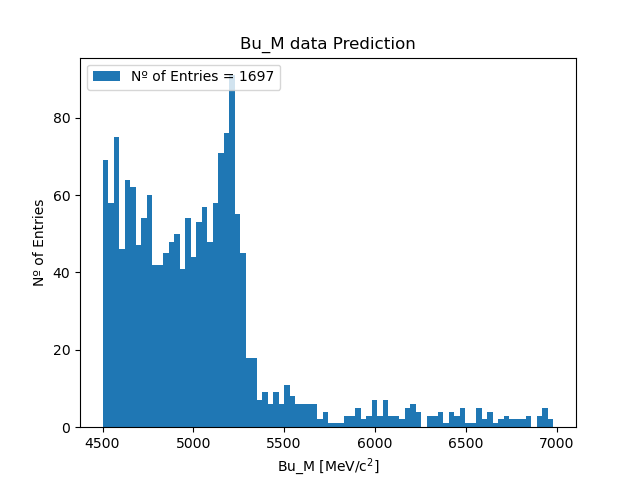 Bu_M data Prediction
Nº of Entries = 1697
80
60
40
20
0
Nº of Entries
4500 5000 5500 6000 6500 7000
Bu_M [MeV/c²]